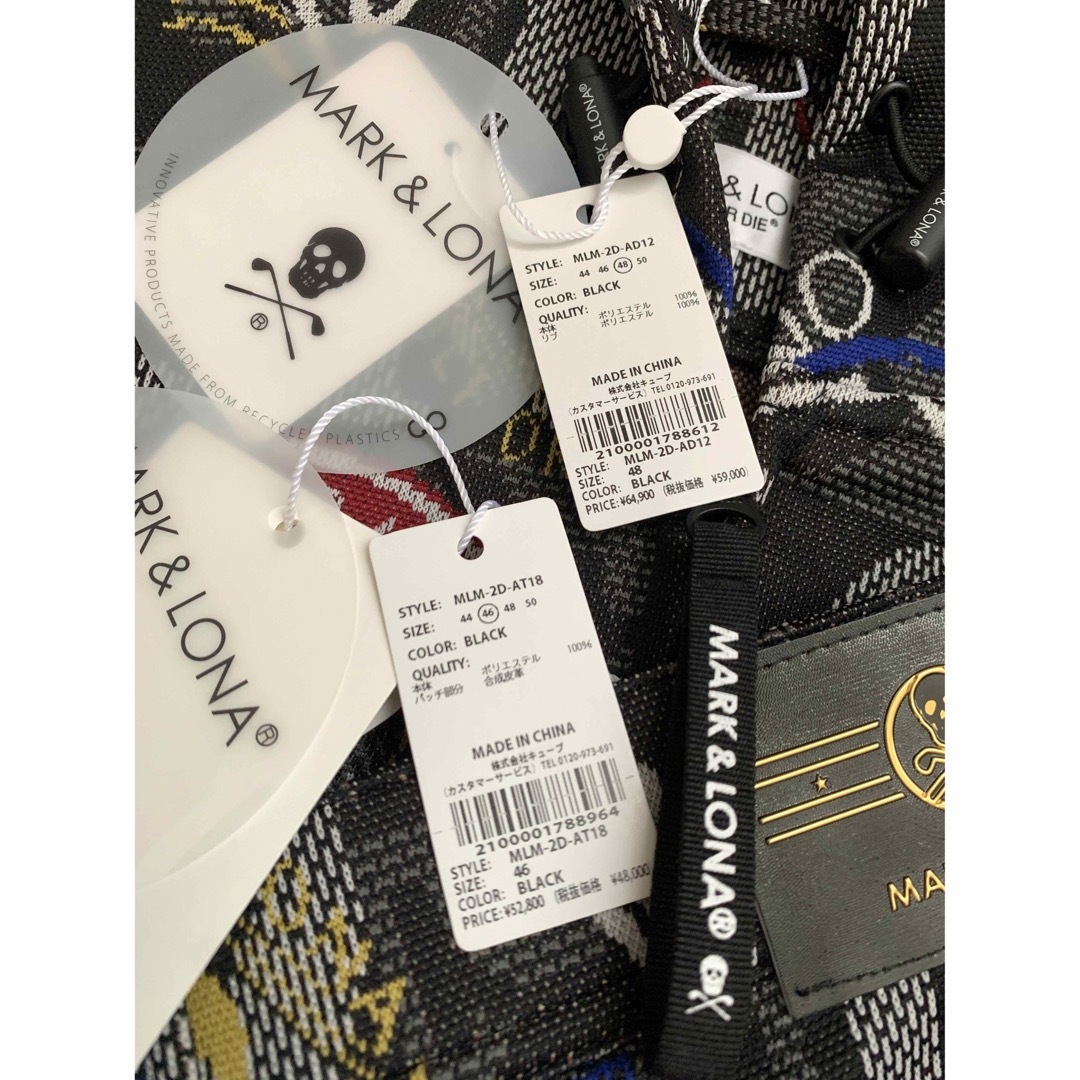 MARK & LONA
®
INNOVATIVE PRODUCTS MADE FROM RECYCLED PLASTICS
MARK & LONA®
RK & LONA®
& LONA®
& LO
R DIE®
STYLE: MLM-2D-AD12
SIZE: 44 46 48 50
COLOR: BLACK
QUALITY:
本体 ポリエステル 100%
リブ ポリエステル 100%
MADE IN CHINA
株式会社キューブ
(カスタマーサービス) TEL 0120-973-691
2100001788612
STYLE: MLM-2D-AD12
SIZE: 48
COLOR: BLACK
PRICE: ¥64,900 (税抜価格 ¥59,000)
STYLE: MLM-2D-AT18
SIZE: 44 46 48 50
COLOR: BLACK
QUALITY:
本体 ポリエステル 100%
パッチ部分 合成皮革
MADE IN CHINA
株式会社キューブ
(カスタマーサービス) TEL 0120-973-691
2100001788964
STYLE: MLM-2D-AT18
SIZE: 46
COLOR: BLACK
PRICE: ¥52,800 (税抜価格 ¥48,000)
MARK & LONA®
MA